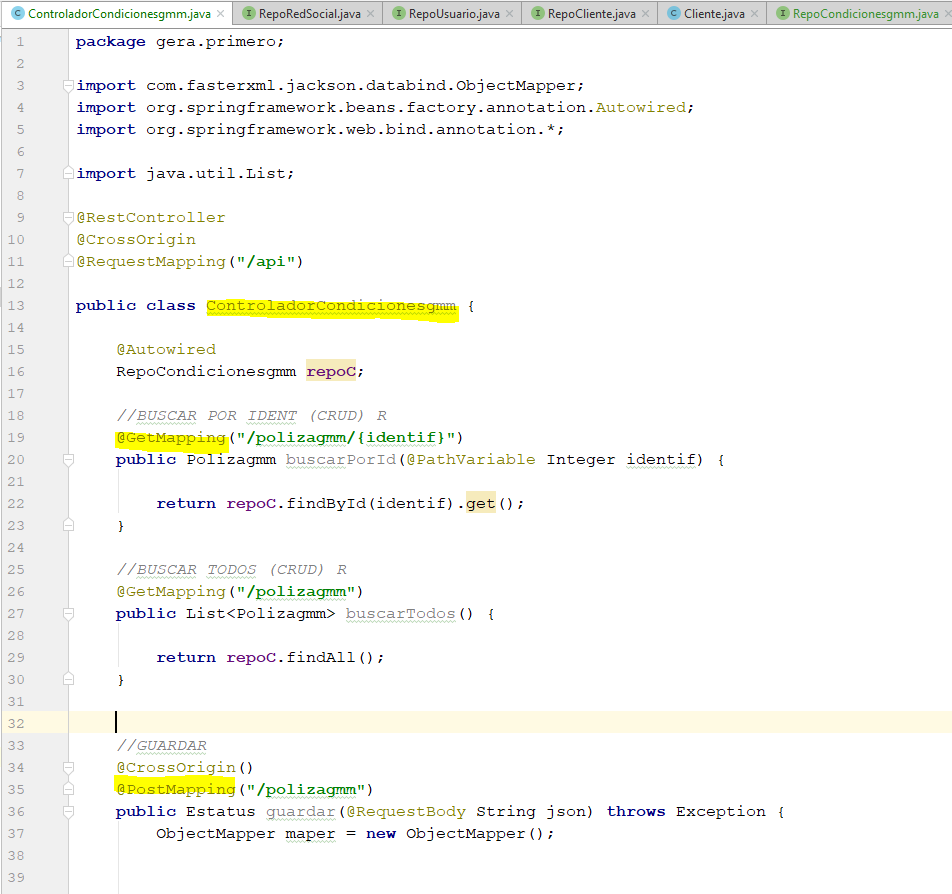 ControladorCondicionesgmm.java × RepoRedSocial.java × RepoUsuario.java × RepoCliente.java × Cliente.java × RepoCondicionesgmm.java ×
1 package gera.primero;
2
3 import com.fasterxml.jackson.databind.ObjectMapper;
4 import org.springframework.beans.factory.annotation.Autowired;
5 import org.springframework.web.bind.annotation.*;
6
7 import java.util.List;
8
9 @RestController
10 @CrossOrigin
11 @RequestMapping("/api")
12
13 public class ControladorCondicionesgmm {
14
15 @Autowired
16 RepoCondicionesgmm repoC;
17
18 //BUSCAR POR IDENT (CRUD) R
19 @GetMapping("/polizagmm/{identif}")
20 public Polizagmm buscarPorId(@PathVariable Integer identif) {
21
22 return repoC.findById(identif).get();
23 }
24
25 //BUSCAR TODOS (CRUD) R
26 @GetMapping("/polizagmm")
27 public List<Polizagmm> buscarTodos() {
28
29 return repoC.findAll();
30 }
31
32
33 //GUARDAR
34 @CrossOrigin()
35 @PostMapping("/polizagmm")
36 public Estatus guardar(@RequestBody String json) throws Exception {
37 ObjectMapper maper = new ObjectMapper();
38
39